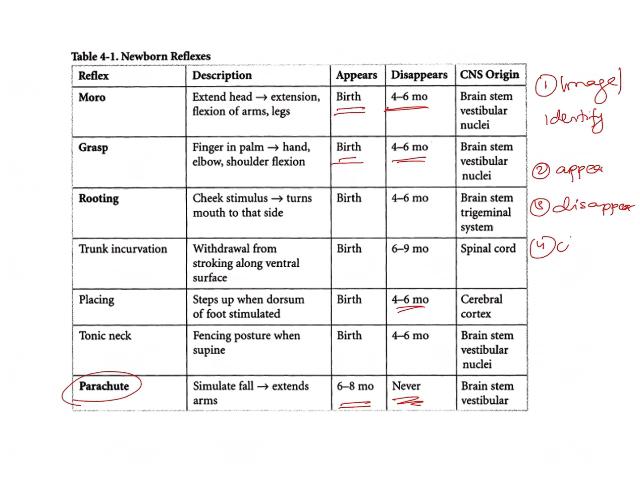 Table 4-1. Newborn Reflexes
Reflex Description Appears Disappears CNS Origin
Moro Extend head → extension, flexion of arms, legs Birth 4–6 mo Brain stem vestibular nuclei
Grasp Finger in palm → hand, elbow, shoulder flexion Birth 4–6 mo Brain stem vestibular nuclei
Rooting Cheek stimulus → turns mouth to that side Birth 4–6 mo Brain stem trigeminal system
Trunk incurvation Withdrawal from stroking along ventral surface Birth 6–9 mo Spinal cord
Placing Steps up when dorsum of foot stimulated Birth 4–6 mo Cerebral cortex
Tonic neck Fencing posture when supine Birth 4–6 mo Brain stem vestibular nuclei
Parachute Simulate fall → extends arms 6–8 mo Never Brain stem vestibular
① Image/
Identify
② appea
③ disappear
④ c